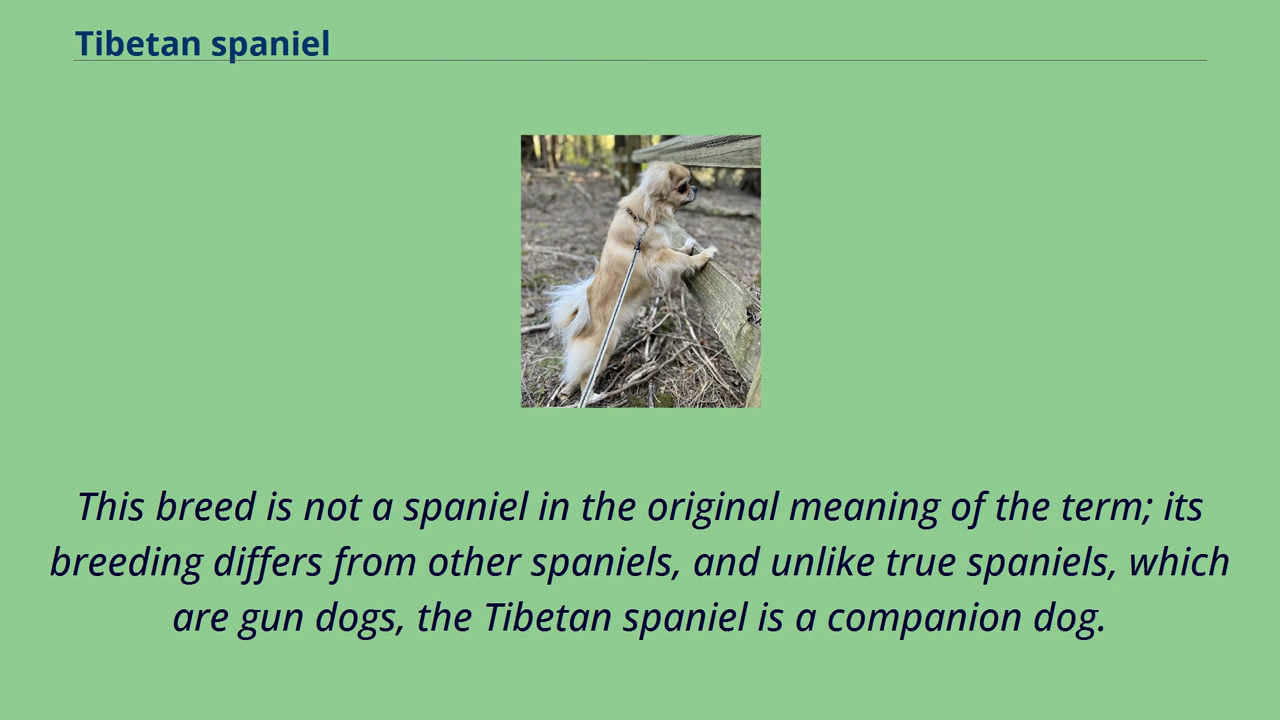 Tibetan spaniel
This breed is not a spaniel in the original meaning of the term; its
breeding differs from other spaniels, and unlike true spaniels, which
are gun dogs, the Tibetan spaniel is a companion dog.